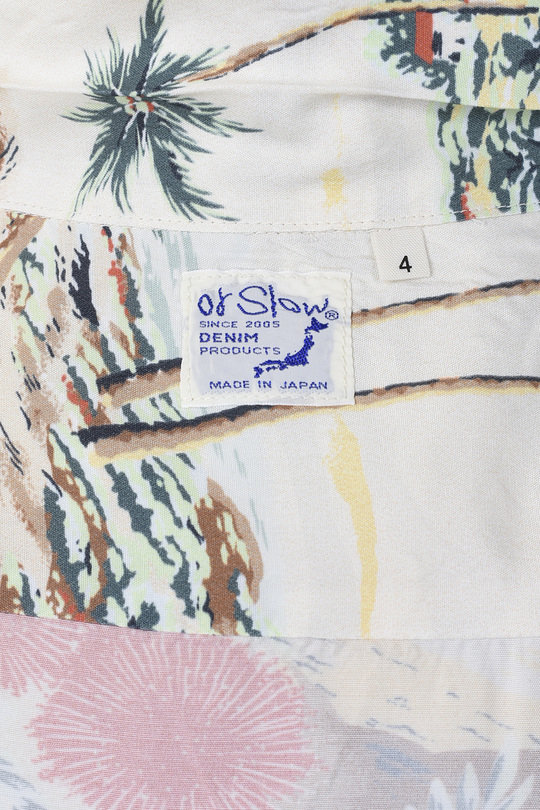 4
or Slow
®
SINCE 2005
DENIM
PRODUCTS
MADE IN JAPAN